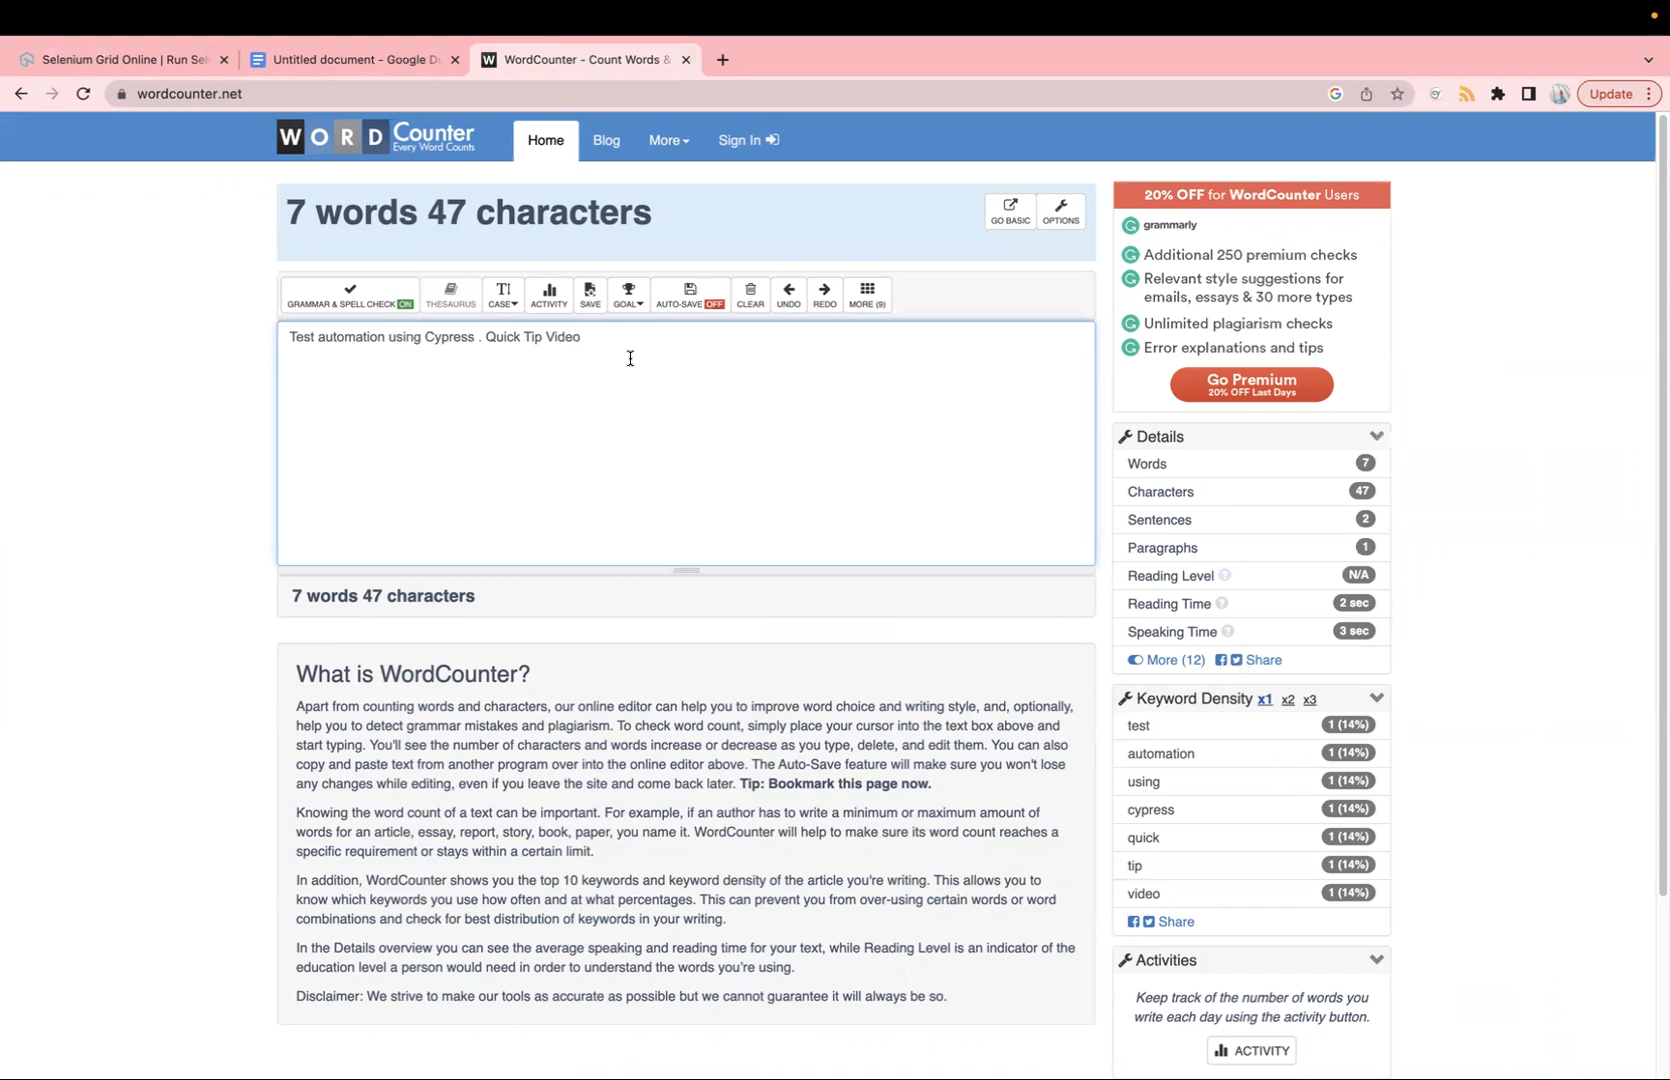 Selenium Grid Online | Run Sel
Untitled document - Google D
WordCounter - Count Words &
wordcounter.net
Update
WORD Counter
Every Word Counts
Home
Blog
More
Sign In
7 words 47 characters
GO BASIC
OPTIONS
GRAMMAR & SPELL CHECK ON
THESAURUS
CASE
ACTIVITY
SAVE
GOAL
AUTO-SAVE OFF
CLEAR
UNDO
REDO
MORE (9)
Test automation using Cypress . Quick Tip Video
7 words 47 characters
What is WordCounter?
Apart from counting words and characters, our online editor can help you to improve word choice and writing style, and, optionally,
help you to detect grammar mistakes and plagiarism. To check word count, simply place your cursor into the text box above and
start typing. You'll see the number of characters and words increase or decrease as you type, delete, and edit them. You can also
copy and paste text from another program over into the online editor above. The Auto-Save feature will make sure you won't lose
any changes while editing, even if you leave the site and come back later. Tip: Bookmark this page now.
Knowing the word count of a text can be important. For example, if an author has to write a minimum or maximum amount of
words for an article, essay, report, story, book, paper, you name it. WordCounter will help to make sure its word count reaches a
specific requirement or stays within a certain limit.
In addition, WordCounter shows you the top 10 keywords and keyword density of the article you're writing. This allows you to
know which keywords you use how often and at what percentages. This can prevent you from over-using certain words or word
combinations and check for best distribution of keywords in your writing.
In the Details overview you can see the average speaking and reading time for your text, while Reading Level is an indicator of the
education level a person would need in order to understand the words you're using.
Disclaimer: We strive to make our tools as accurate as possible but we cannot guarantee it will always be so.
20% OFF for WordCounter Users
grammarly
Additional 250 premium checks
Relevant style suggestions for
emails, essays & 30 more types
Unlimited plagiarism checks
Error explanations and tips
Go Premium
20% OFF Last Days
Details
Words 7
Characters 47
Sentences 2
Paragraphs 1
Reading Level N/A
Reading Time 2 sec
Speaking Time 3 sec
More (12) Share
Keyword Density x1 x2 x3
test 1 (14%)
automation 1 (14%)
using 1 (14%)
cypress 1 (14%)
quick 1 (14%)
tip 1 (14%)
video 1 (14%)
Share
Activities
Keep track of the number of words you
write each day using the activity button.
ACTIVITY